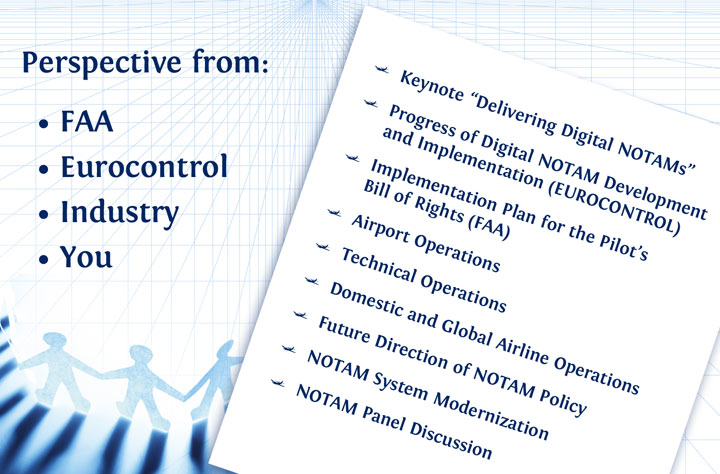 Perspective from:
• FAA
• Eurocontrol
• Industry
• You
Keynote “Delivering Digital NOTAMs”
Progress of Digital NOTAM Development
and Implementation (EUROCONTROL)
Implementation Plan for the Pilot’s
Bill of Rights (FAA)
Airport Operations
Technical Operations
Domestic and Global Airline Operations
Future Direction of NOTAM Policy
NOTAM System Modernization
NOTAM Panel Discussion